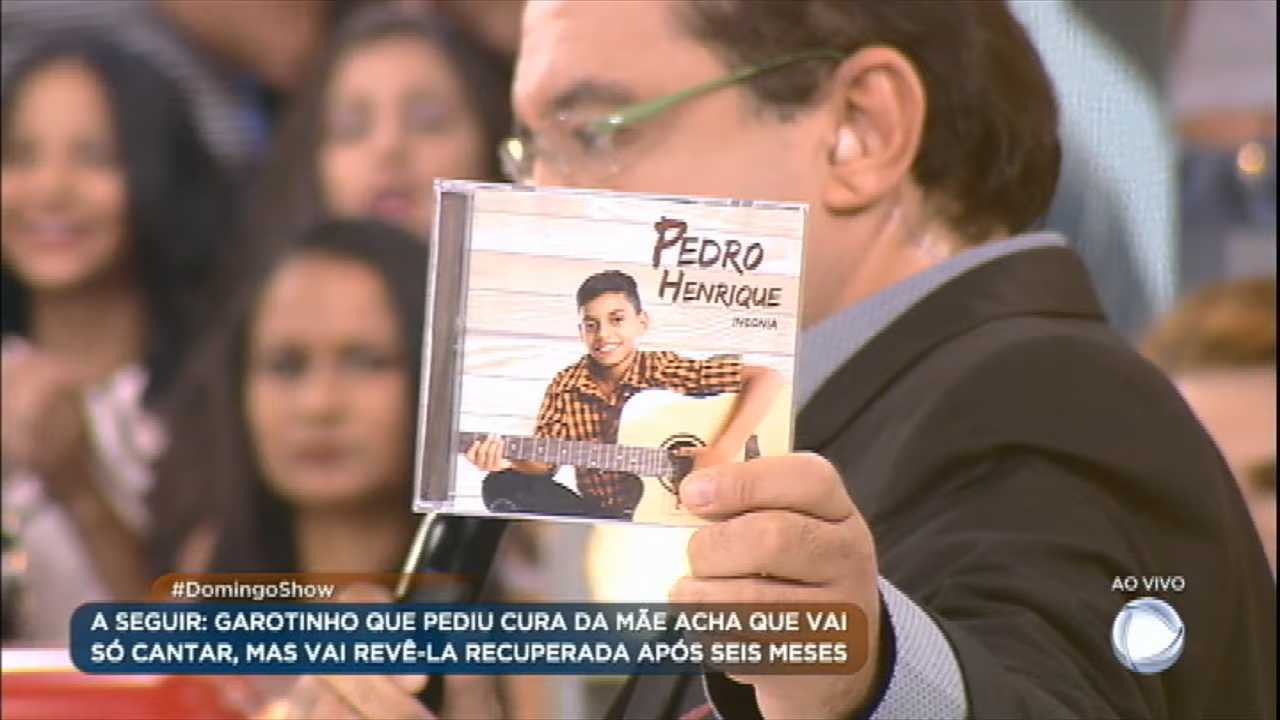 PEDRO
HENRIQUE
INSONIA
#DomingoShow
AO VIVO
A SEGUIR: GAROTINHO QUE PEDIU CURA DA MÃE ACHA QUE VAI
SÓ CANTAR, MAS VAI REVÊ-LA RECUPERADA APÓS SEIS MESES